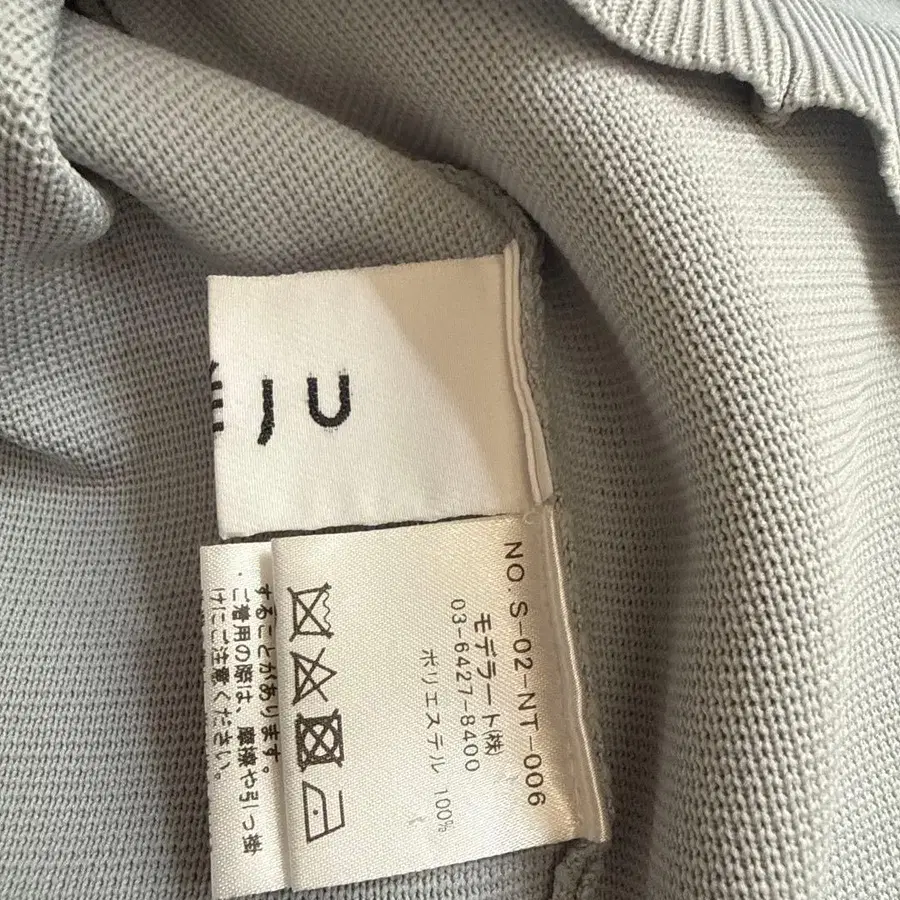 J U
NO. S-02-NT-006
モデラート(株)
03-6427-8400
ポリエステル 100%
することがあります。
・ご着用の際は、摩擦や引っ掛
けにご注意ください。